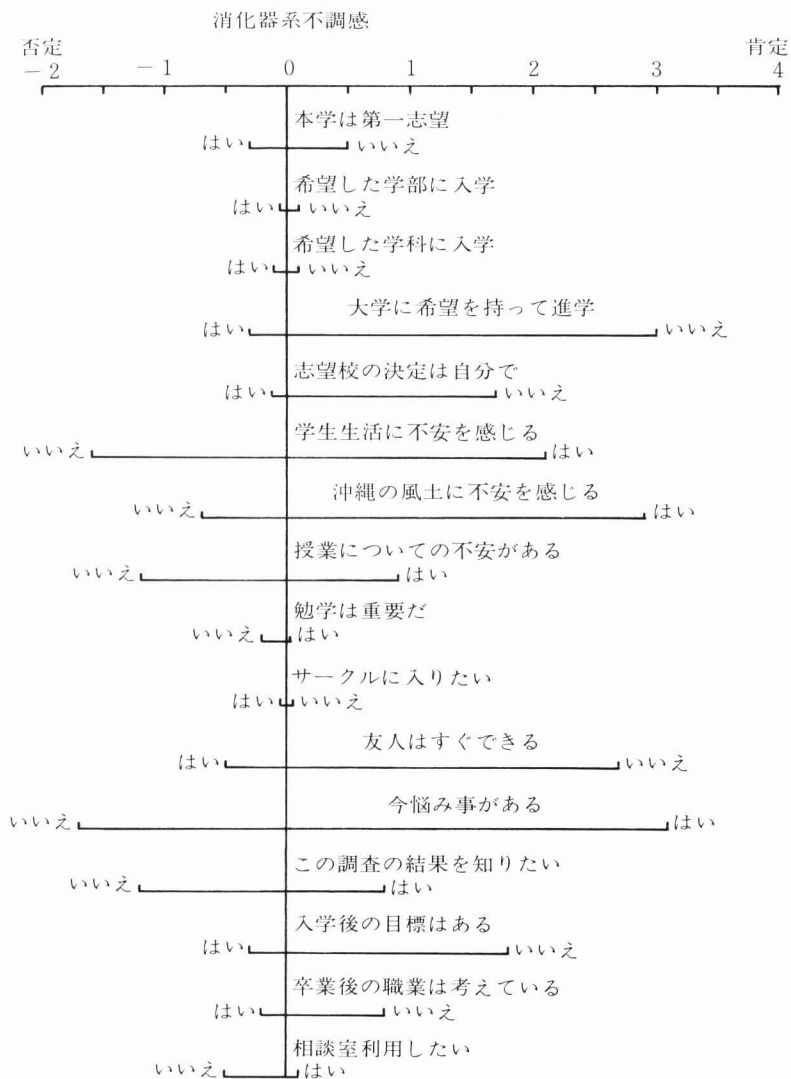 消化器系不調感
否定 肯定
-2 -1 0 1 2 3 4
本学は第一志望
はい いいえ
希望した学部に入学
はい いいえ
希望した学科に入学
はい いいえ
大学に希望を持って進学
はい いいえ
志望校の決定は自分で
はい いいえ
学生生活に不安を感じる
いいえ はい
沖縄の風土に不安を感じる
いいえ はい
授業についての不安がある
いいえ はい
勉学は重要だ
いいえ はい
サークルに入りたい
はい いいえ
友人はすぐできる
はい いいえ
今悩み事がある
いいえ はい
この調査の結果を知りたい
いいえ はい
入学後の目標はある
はい いいえ
卒業後の職業は考えている
はい いいえ
相談室利用したい
いいえ はい